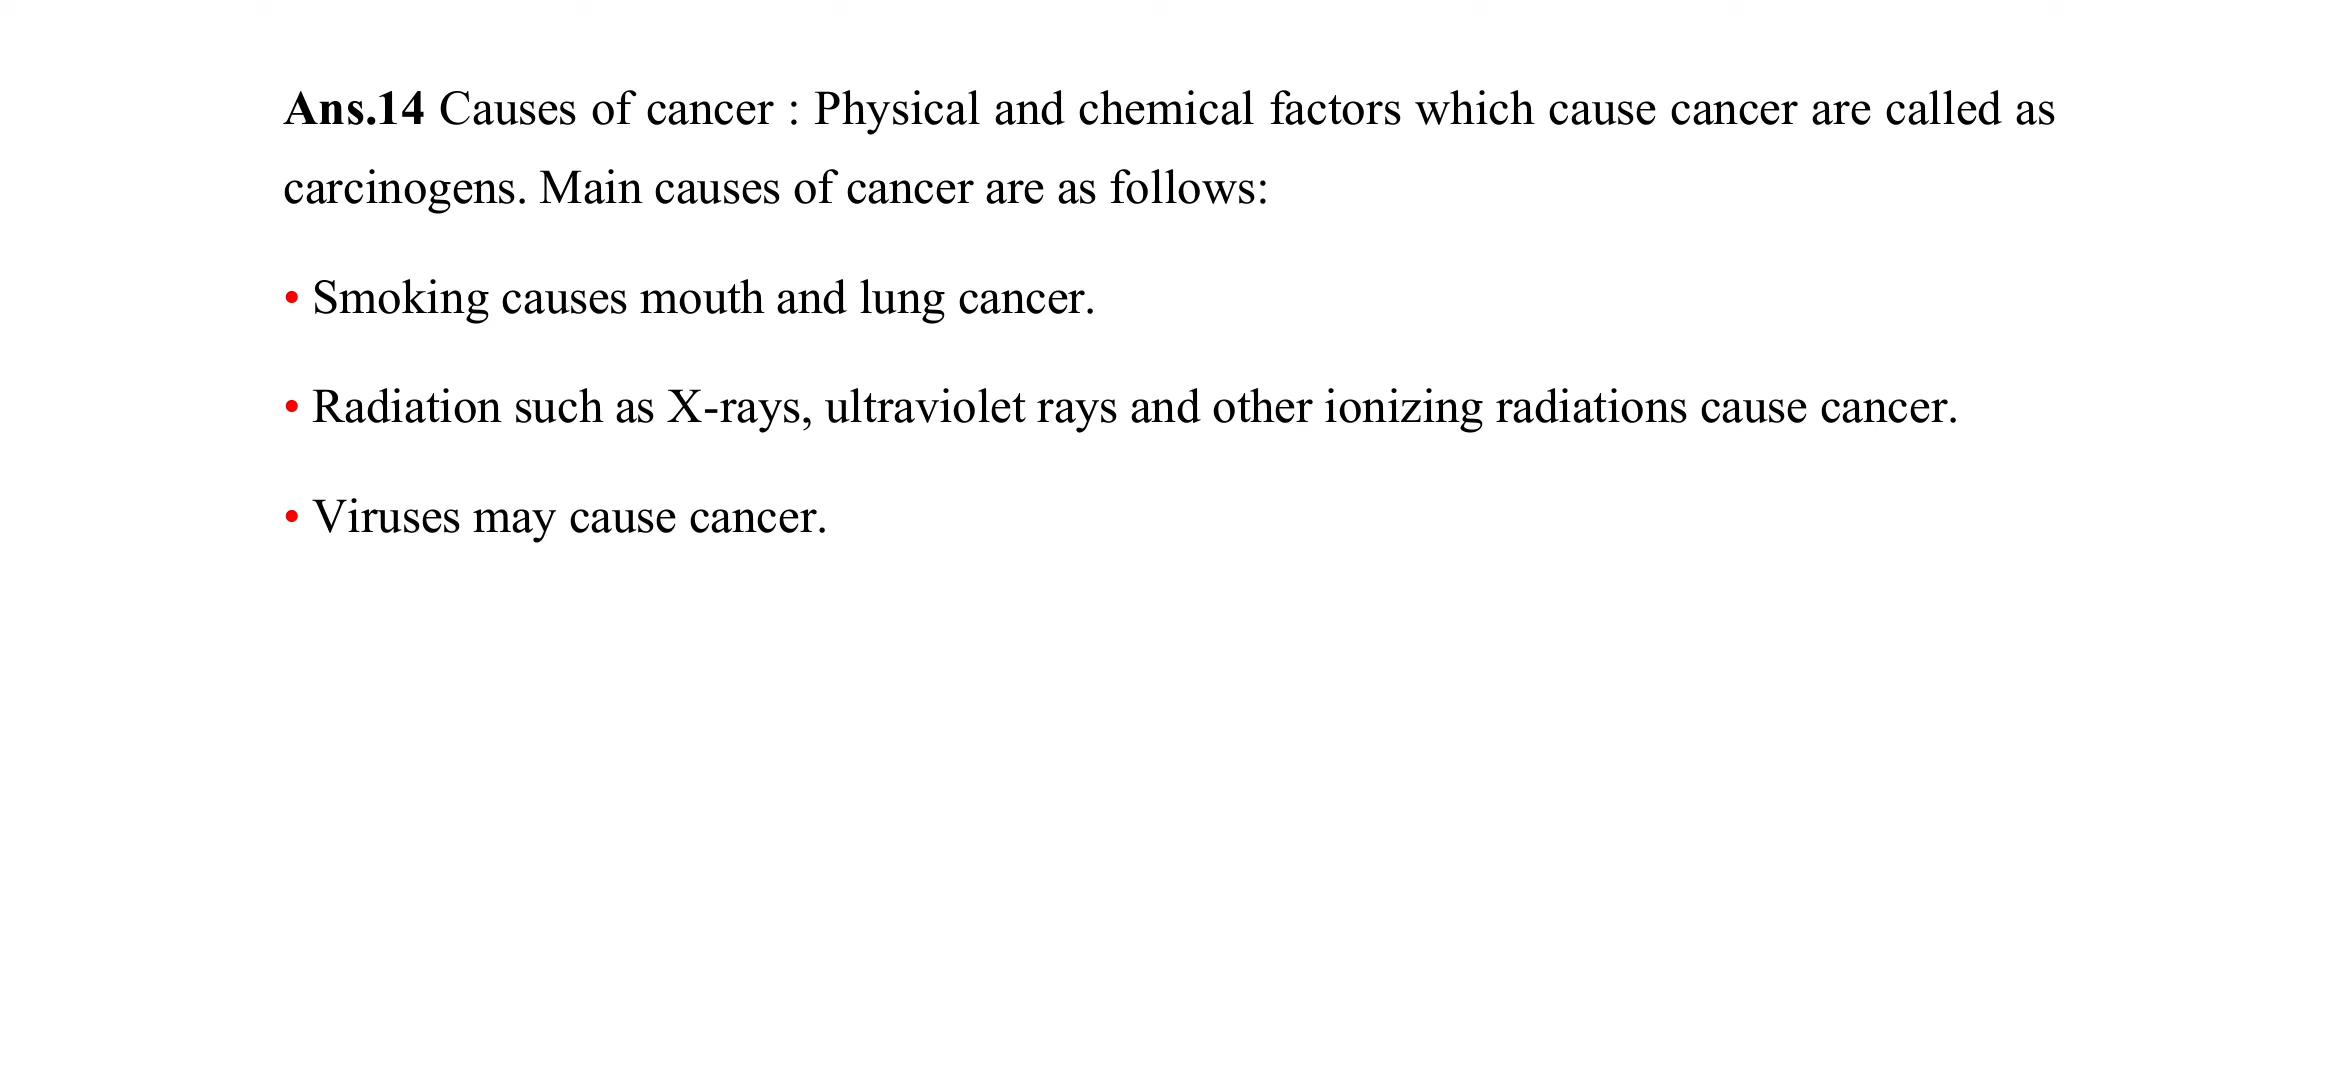 Ans.14 Causes of cancer : Physical and chemical factors which cause cancer are called as
carcinogens. Main causes of cancer are as follows:
• Smoking causes mouth and lung cancer.
• Radiation such as X-rays, ultraviolet rays and other ionizing radiations cause cancer.
• Viruses may cause cancer.